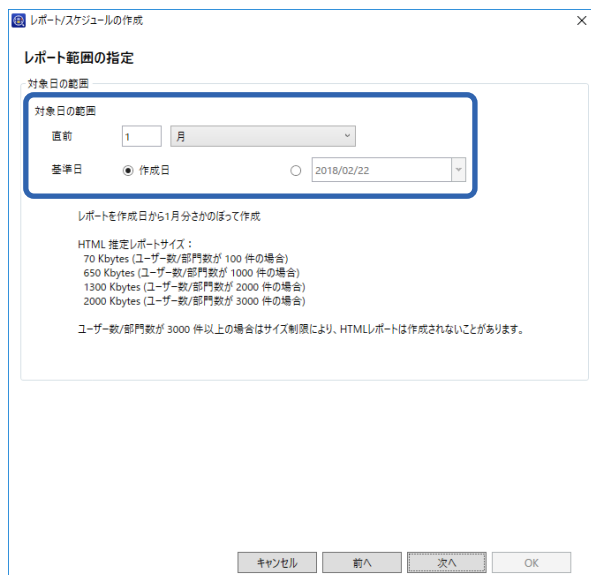 レポート/スケジュールの作成
レポート範囲の指定
対象日の範囲
対象日の範囲
直前 1 月
基準日 作成日 2018/02/22
レポートを作成日から1月分さかのぼって作成
HTML 推定レポートサイズ：
70 Kbytes (ユーザー数/部門数が 100 件の場合)
650 Kbytes (ユーザー数/部門数が 1000 件の場合)
1300 Kbytes (ユーザー数/部門数が 2000 件の場合)
2000 Kbytes (ユーザー数/部門数が 3000 件の場合)
ユーザー数/部門数が 3000 件以上の場合はサイズ制限により、HTMLレポートは作成されないことがあります。
キャンセル 前へ 次へ OK